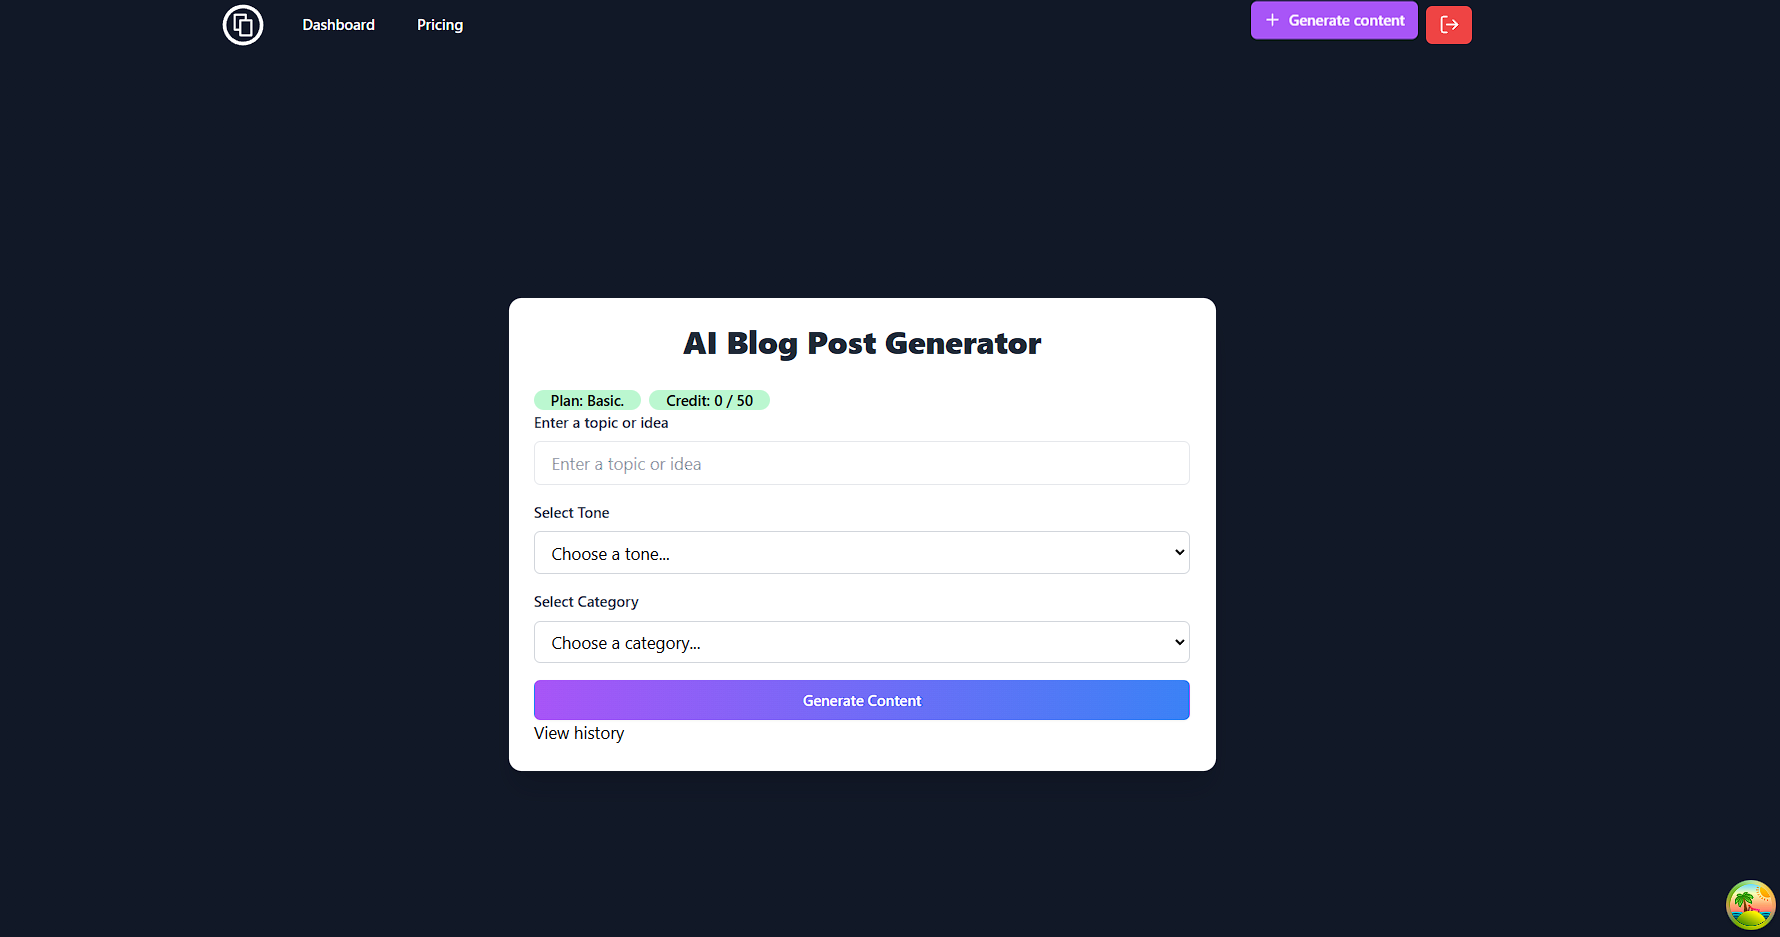 Dashboard
Pricing
Generate content
AI Blog Post Generator
Plan: Basic. Credit: 0 / 50
Enter a topic or idea
Enter a topic or idea
Select Tone
Choose a tone...
Select Category
Choose a category...
Generate Content
View history